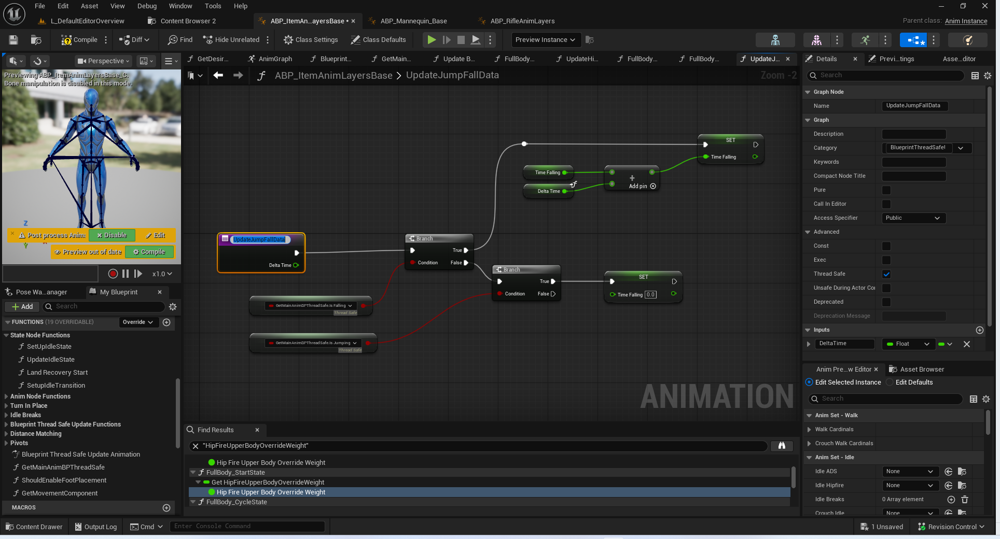 File Edit Asset View Debug Window Tools Help
L_DefaultEditorOverview Content Browser 2 ABP_ItemAn...ayersBase * ABP_Mannequin_Base ABP_RifleAnimLayers Parent class: Anim Instance
Compile Diff Find Hide Unrelated Class Settings Class Defaults Preview Instance
Perspective
GetDesir... AnimGraph Blueprint... GetMain... Update B... FullBody... UpdateHi... FullBody... FullBody... UpdateJ...
Previewing ABP_ItemAnimLayersBase_C.
Bone manipulation is disabled in this mode.
ABP_ItemAnimLayersBase > UpdateJumpFallData
Zoom -2
Z
Y
Post process Anima
Disable
Edit
Preview out of date
Compile
x1.0
Pose Wa...anager My Blueprint
Add Search
FUNCTIONS (19 OVERRIDABLE) Override
State Node Functions
SetUpIdleState
UpdateIdleState
Land Recovery Start
SetupIdleTransition
Anim Node Functions
Turn In Place
Idle Breaks
Blueprint Thread Safe Update Functions
Distance Matching
Pivots
Blueprint Thread Safe Update Animation
GetMainAnimBPThreadSafe
ShouldEnableFootPlacement
GetMovementComponent
MACROS
SET
Time Falling
Time Falling
Delta Time
Add pin
UpdateJumpFallData
Delta Time
Branch
True
Condition False
Branch
True
Condition False
SET
Time Falling 0.0
GetMainAnimBPThreadSafe.Is Falling
Thread Safe
GetMainAnimBPThreadSafe.Is Jumping
Thread Safe
ANIMATION
Find Results
"HipFireUpperBodyOverrideWeight"
Hip Fire Upper Body Override Weight
FullBody_StartState
Get HipFireUpperBodyOverrideWeight
Hip Fire Upper Body Override Weight
FullBody_CycleState
Details Previ...tings Asse...ditor
Search
Graph Node
Name UpdateJumpFallData
Graph
Description
Category BlueprintThreadSafeU
Keywords
Compact Node Title
Pure
Call In Editor
Access Specifier Public
Advanced
Const
Exec
Thread Safe
Unsafe During Actor Con
Deprecated
Deprecation Message
Inputs
DeltaTime Float
Anim Pre...w Editor Asset Browser
Edit Selected Instance Edit Defaults
Search
Anim Set - Walk
Walk Cardinals
Crouch Walk Cardinals
Anim Set - Idle
Idle ADS None
Idle Hipfire None
Idle Breaks 0 Array element
Crouch Idle None
Content Drawer Output Log Cmd Enter Console Command 1 Unsaved Revision Control